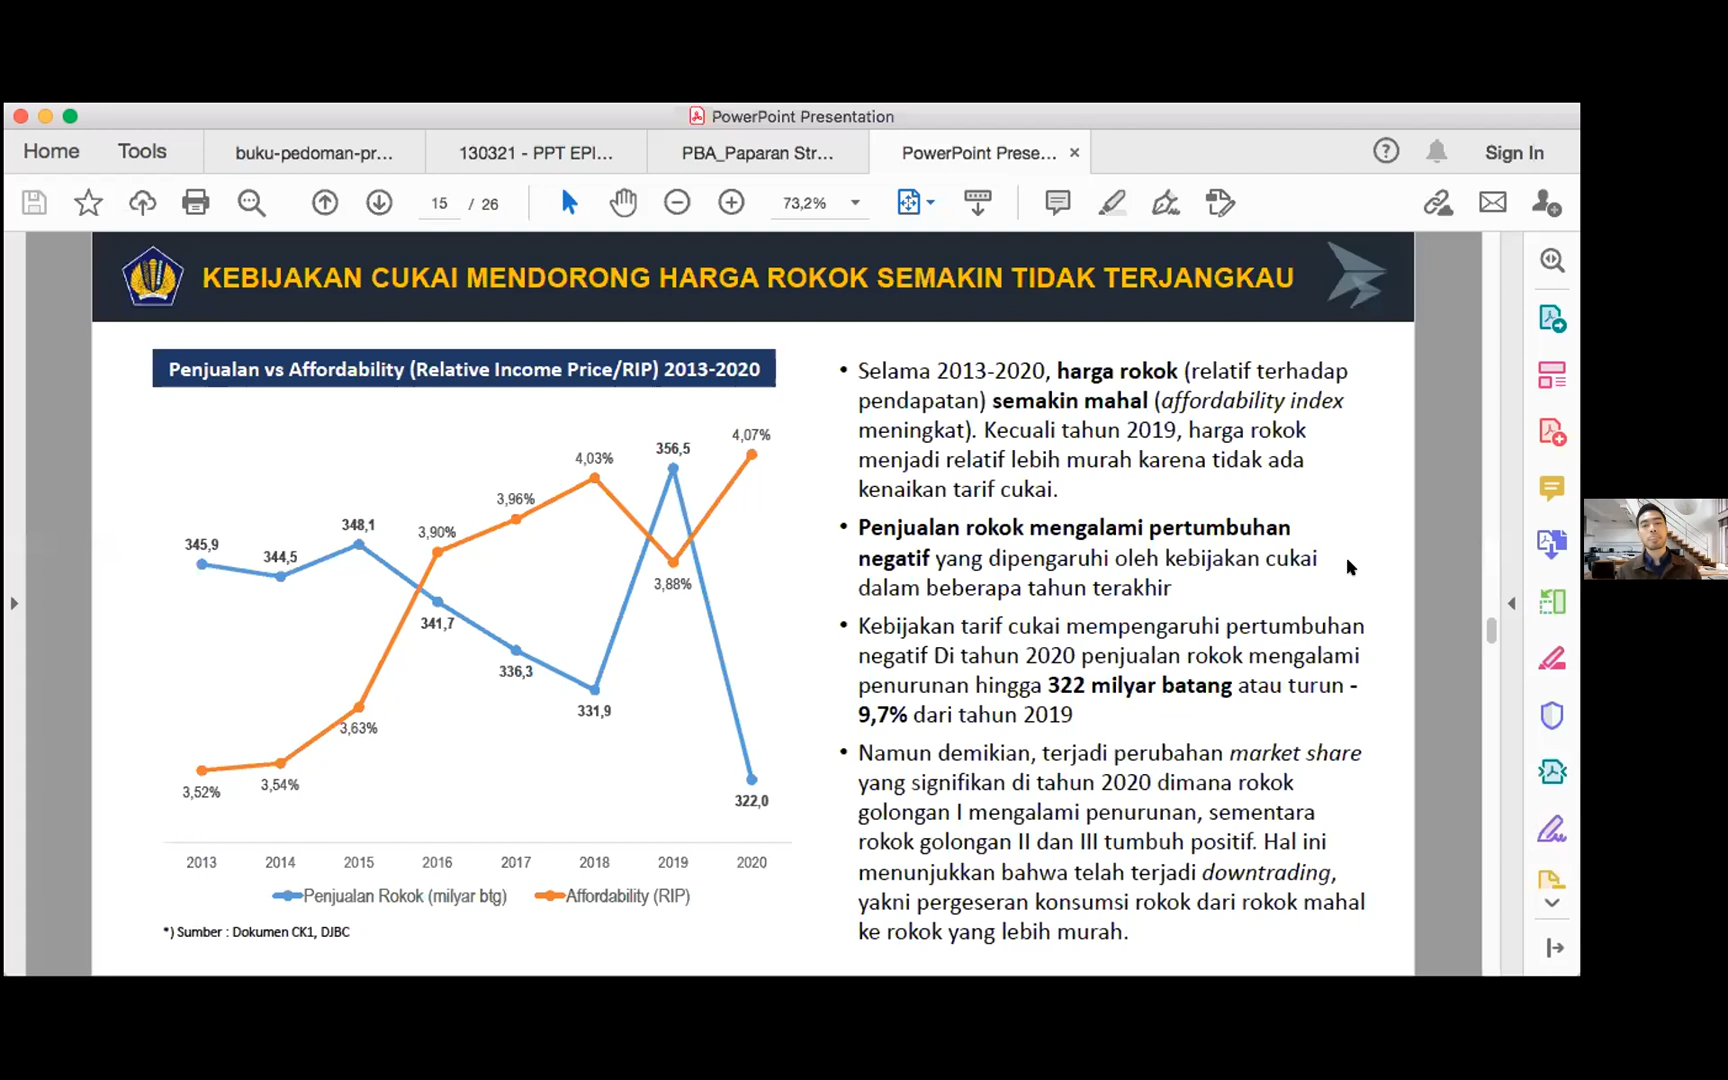 PowerPoint Presentation
Home
Tools
buku-pedoman-pr...
130321 - PPT EPI...
PBA_Paparan Str...
PowerPoint Prese...
Sign In
15 / 26
73,2%
KEBIJAKAN CUKAI MENDORONG HARGA ROKOK SEMAKIN TIDAK TERJANGKAU
Penjualan vs Affordability (Relative Income Price/RIP) 2013-2020
345,9
344,5
348,1
341,7
336,3
331,9
356,5
322,0
3,52%
3,54%
3,63%
3,90%
3,96%
4,03%
3,88%
4,07%
2013 2014 2015 2016 2017 2018 2019 2020
Penjualan Rokok (milyar btg) Affordability (RIP)
*) Sumber : Dokumen CK1, DJBC
• Selama 2013-2020, harga rokok (relatif terhadap
pendapatan) semakin mahal (affordability index
meningkat). Kecuali tahun 2019, harga rokok
menjadi relatif lebih murah karena tidak ada
kenaikan tarif cukai.
• Penjualan rokok mengalami pertumbuhan
negatif yang dipengaruhi oleh kebijakan cukai
dalam beberapa tahun terakhir
• Kebijakan tarif cukai mempengaruhi pertumbuhan
negatif Di tahun 2020 penjualan rokok mengalami
penurunan hingga 322 milyar batang atau turun -
9,7% dari tahun 2019
• Namun demikian, terjadi perubahan market share
yang signifikan di tahun 2020 dimana rokok
golongan I mengalami penurunan, sementara
rokok golongan II dan III tumbuh positif. Hal ini
menunjukkan bahwa telah terjadi downtrading,
yakni pergeseran konsumsi rokok dari rokok mahal
ke rokok yang lebih murah.